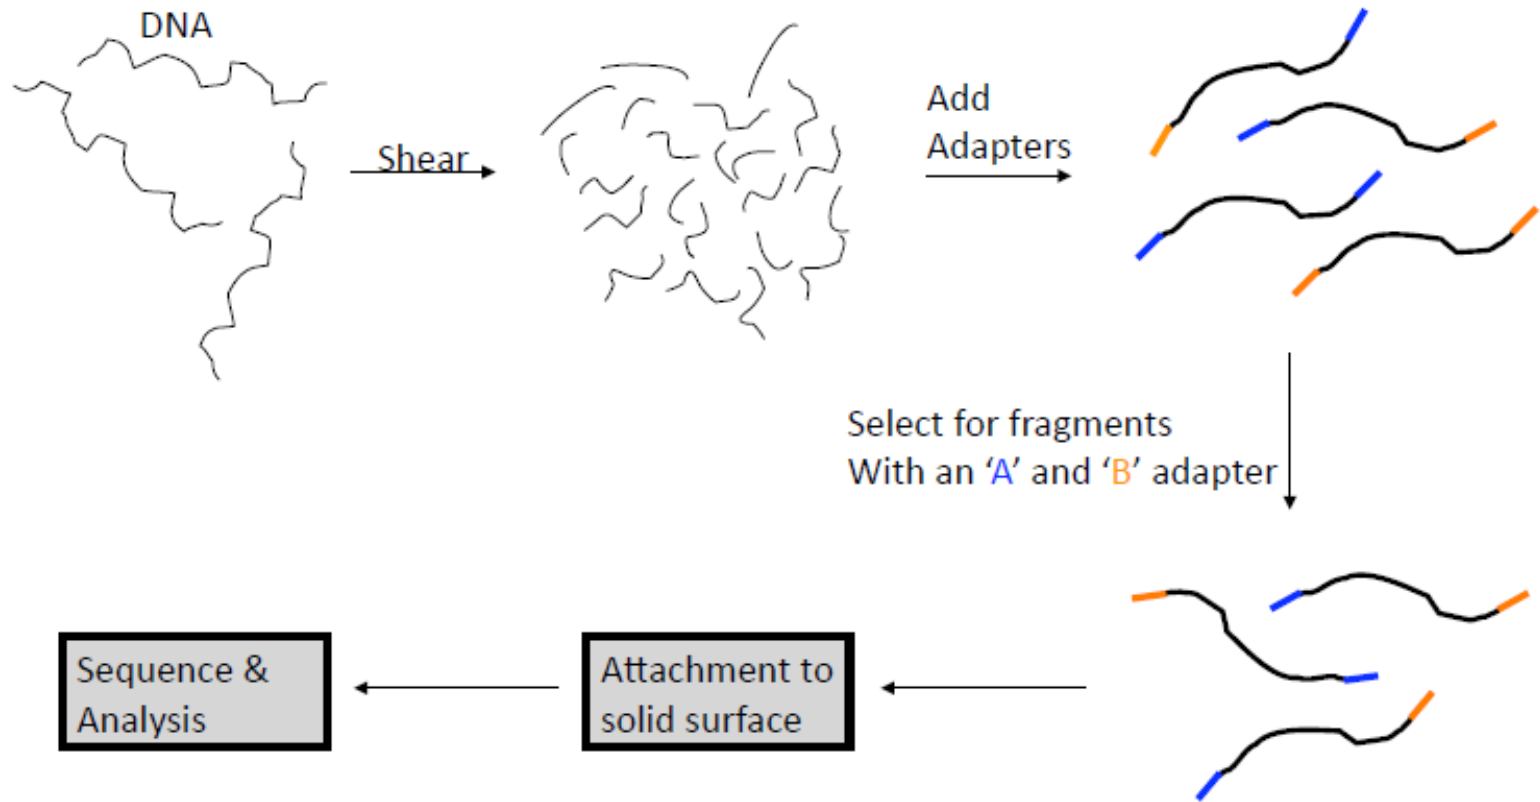 DNA
Shear
Add
Adapters
Select for fragments
With an ‘A’ and ‘B’ adapter
Attachment to
solid surface
Sequence &
Analysis